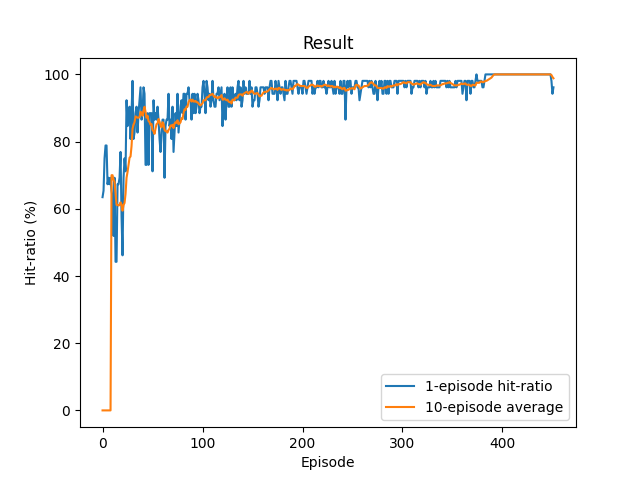 Result
100
80
60
40
20
0
Hit-ratio (%)
0 100 200 300 400
Episode
1-episode hit-ratio
10-episode average